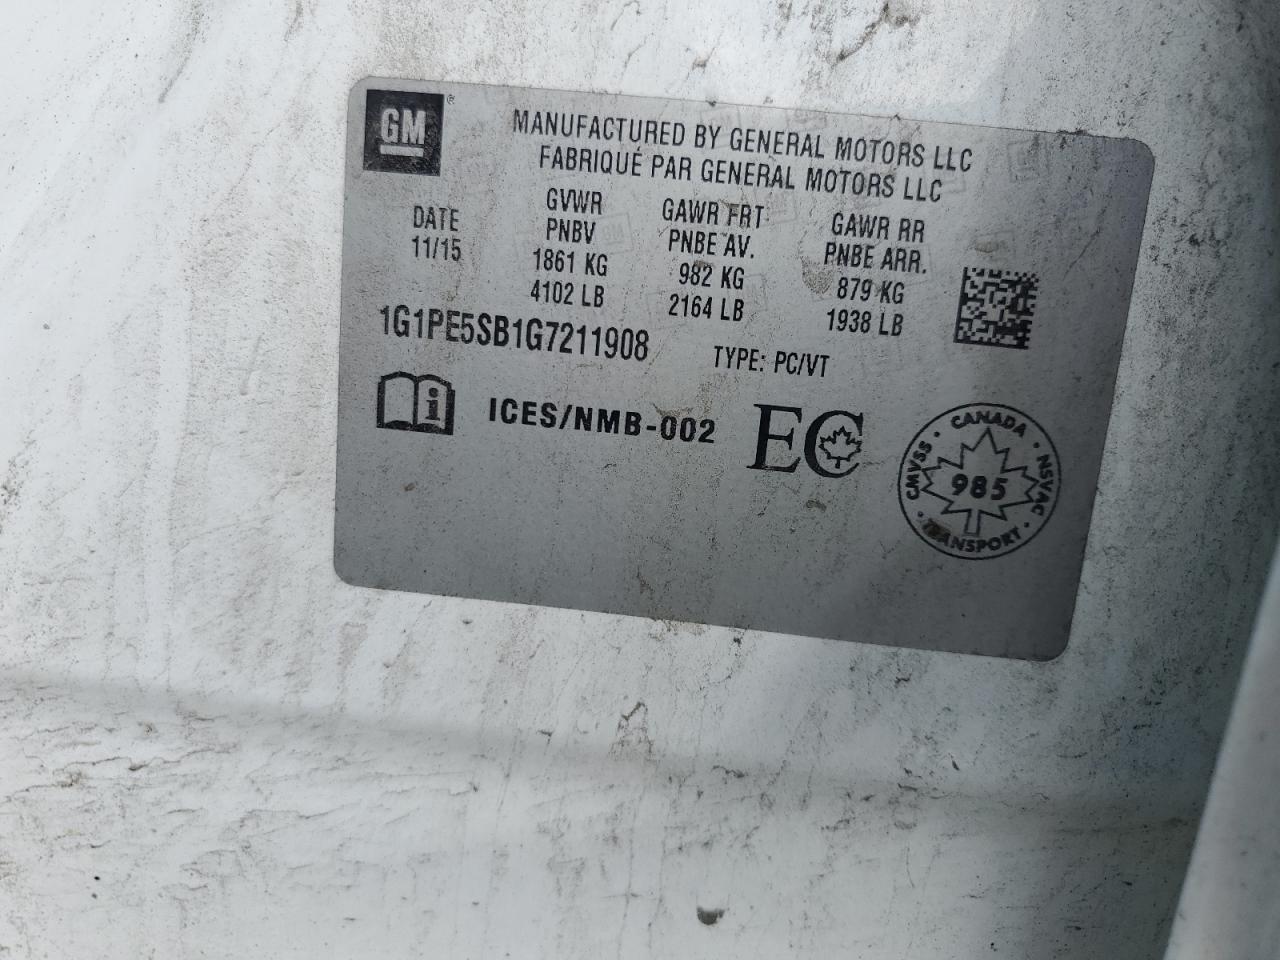 GM
MANUFACTURED BY GENERAL MOTORS LLC
FABRIQUÉ PAR GENERAL MOTORS LLC
DATE GVWR GAWR FRT GAWR RR
11/15 PNBV PNBE AV. PNBE ARR.
1861 KG 982 KG 879 KG
4102 LB 2164 LB 1938 LB
1G1PE5SB1G7211908 TYPE: PC/VT
i ICES/NMB-002 EC
CANADA
CMVSS 985 NSVAC
TRANSPORT